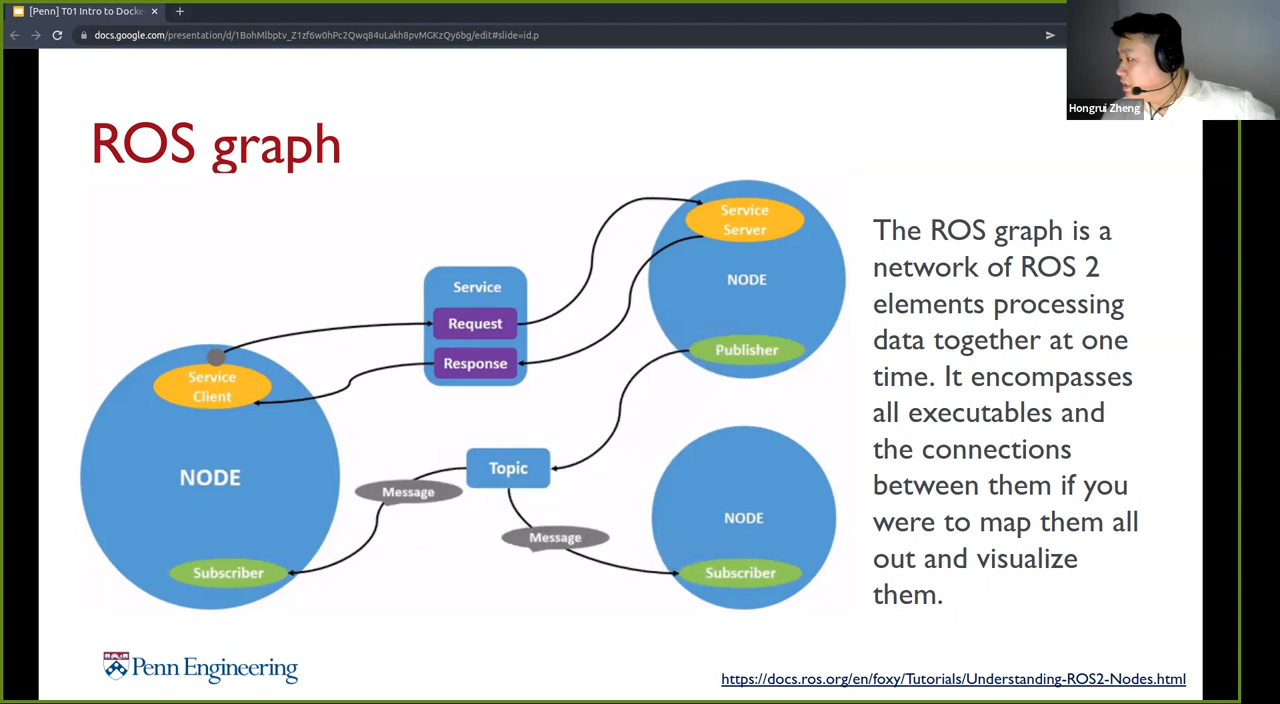 [Penn] T01 Intro to Docke
docs.google.com/presentation/d/1BohMlbptv_Z1zf6w0hPc2Qwq84uLakh8pvMGKzQy6bg/edit#slide=id.p
Hongrui Zheng
ROS graph
Service
Server
NODE
Publisher
Service
Request
Response
Service
Client
NODE
Subscriber
Topic
Message
Message
NODE
Subscriber
The ROS graph is a
network of ROS 2
elements processing
data together at one
time. It encompasses
all executables and
the connections
between them if you
were to map them all
out and visualize
them.
Penn Engineering
https://docs.ros.org/en/foxy/Tutorials/Understanding-ROS2-Nodes.html